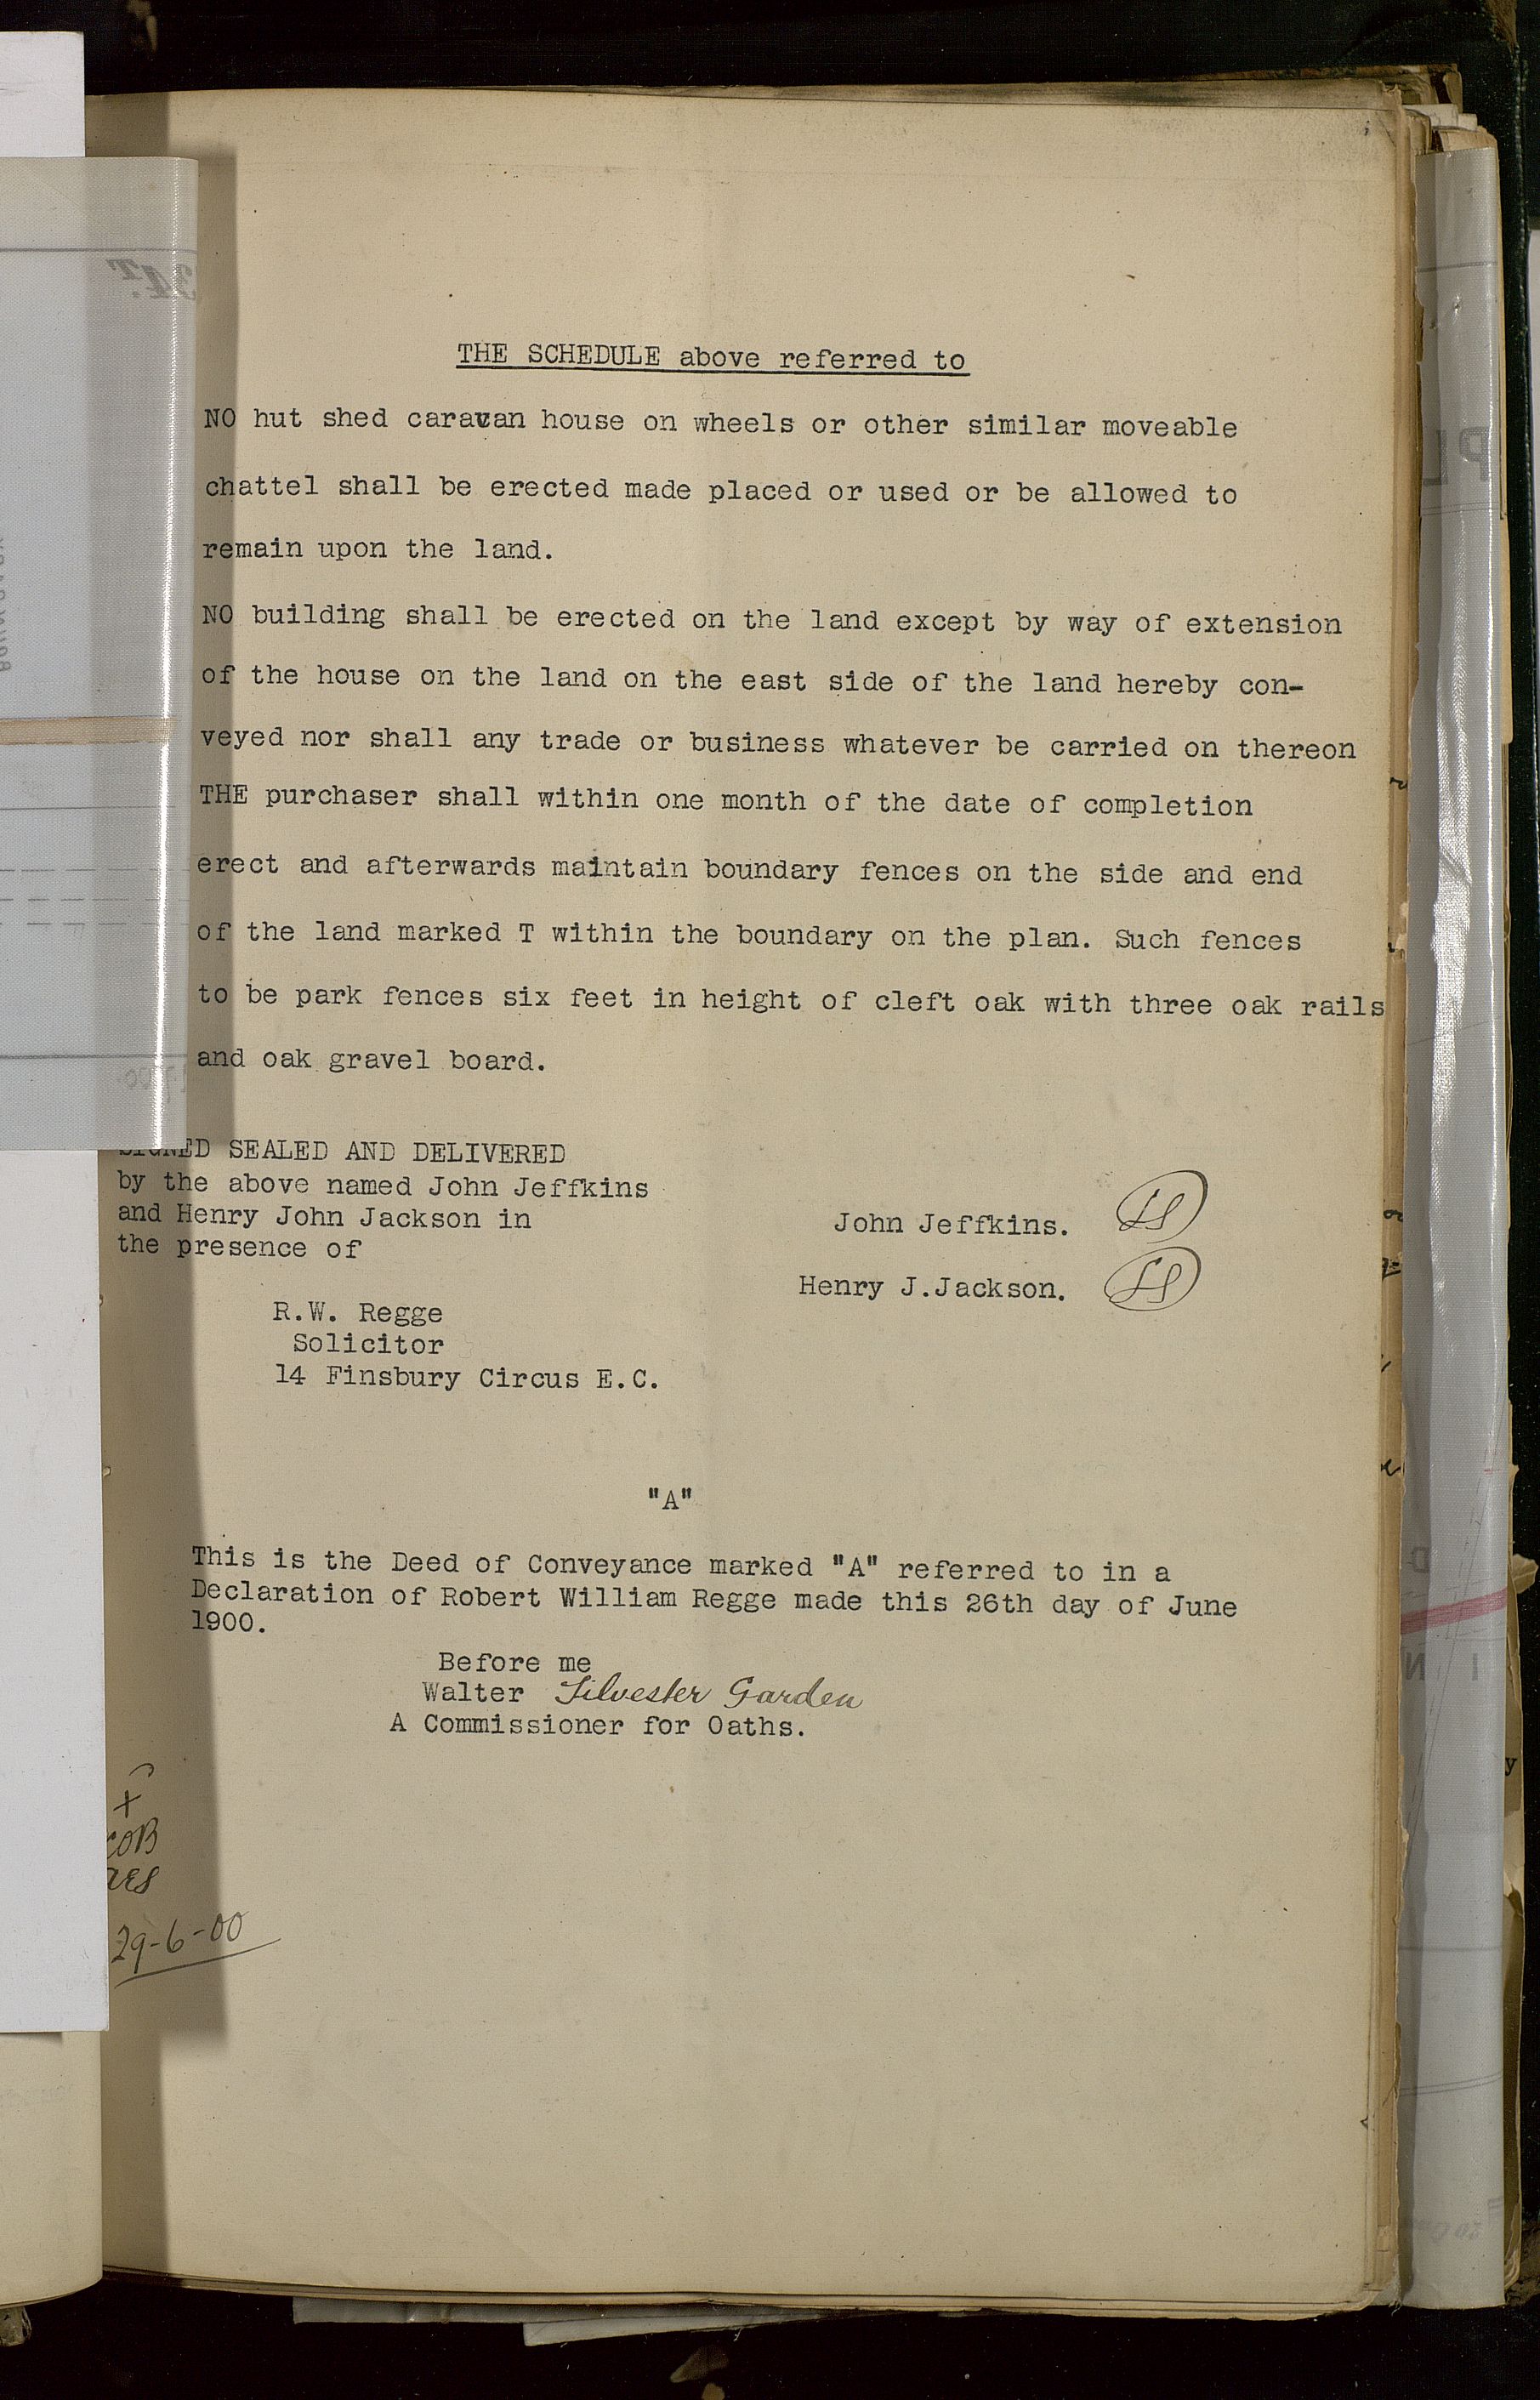 THE SCHEDULE above referred to
NO hut shed caravan house on wheels or other similar moveable
chattel shall be erected made placed or used or be allowed to
remain upon the land.
NO building shall be erected on the land except by way of extension
of the house on the land on the east side of the land hereby con-
veyed nor shall any trade or business whatever be carried on thereon
THE purchaser shall within one month of the date of completion
erect and afterwards maintain boundary fences on the side and end
of the land marked T within the boundary on the plan. Such fences
to be park fences six feet in height of cleft oak with three oak rails
and oak gravel board.
SIGNED SEALED AND DELIVERED
by the above named John Jeffkins
and Henry John Jackson in
the presence of
John Jeffkins. LS
Henry J.Jackson. LS
R.W. Regge
Solicitor
14 Finsbury Circus E.C.
"A"
This is the Deed of Conveyance marked "A" referred to in a
Declaration of Robert William Regge made this 26th day of June
1900.
Before me
Walter Silvester Garden
A Commissioner for Oaths.
29-6-00